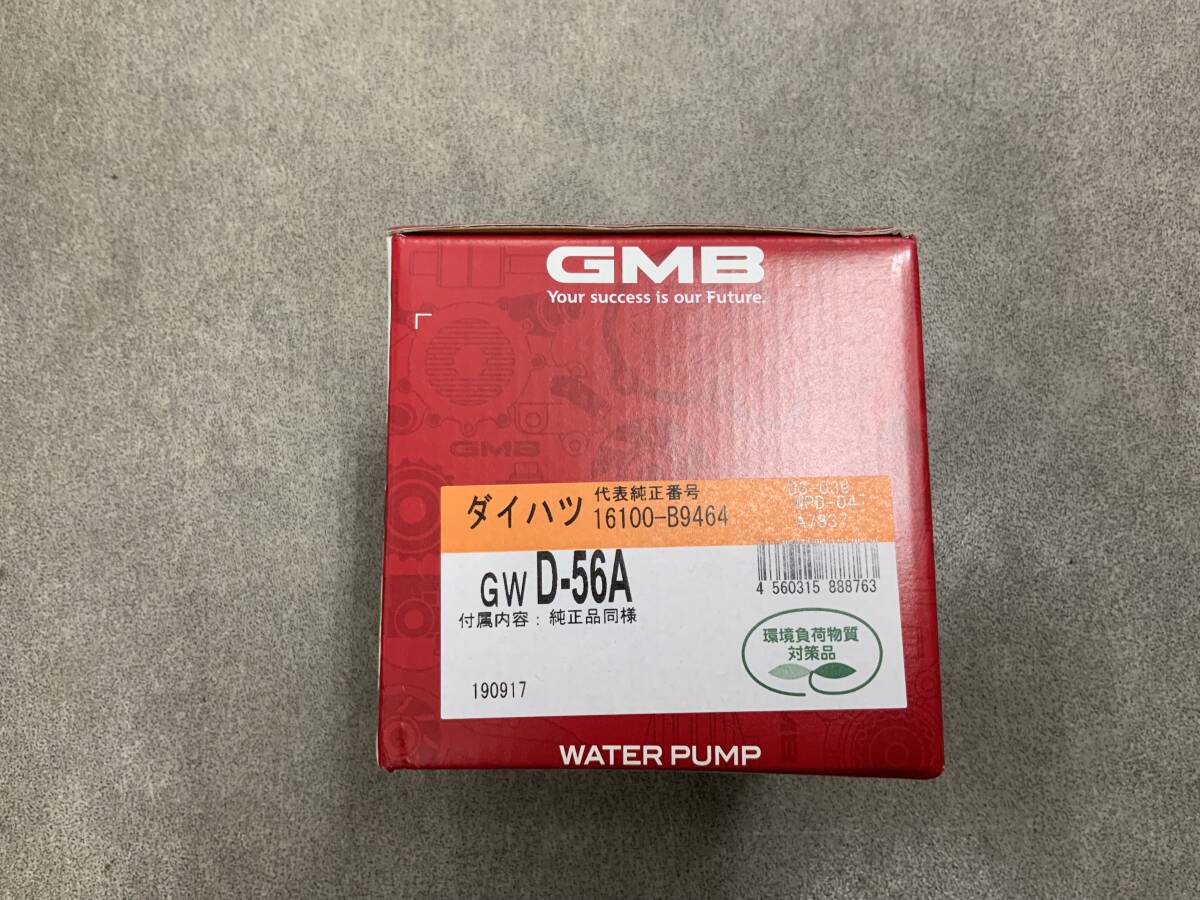 GMB
Your success is our Future.
GMB
ダイハツ
代表純正番号
16100-B9464
A7837
GW D-56A
付属内容：純正品同様
4 560315 888763
環境負荷物質
対策品
190917
WATER PUMP